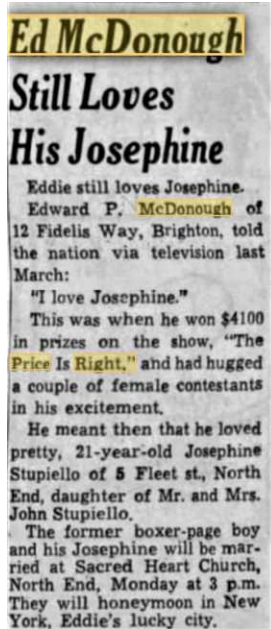 Ed McDonough
Still Loves
His Josephine
Eddie still loves Josephine.
Edward P. McDonough of
12 Fidelis Way, Brighton, told
the nation via television last
March:
"I love Josephine."
This was when he won $4100
in prizes on the show, "The
Price Is Right," and had hugged
a couple of female contestants
in his excitement.
He meant then that he loved
pretty, 21-year-old Josephine
Stupiello of 5 Fleet st., North
End, daughter of Mr. and Mrs.
John Stupiello.
The former boxer-page boy
and his Josephine will be mar-
ried at Sacred Heart Church,
North End, Monday at 3 p.m.
They will honeymoon in New
York, Eddie's lucky city.